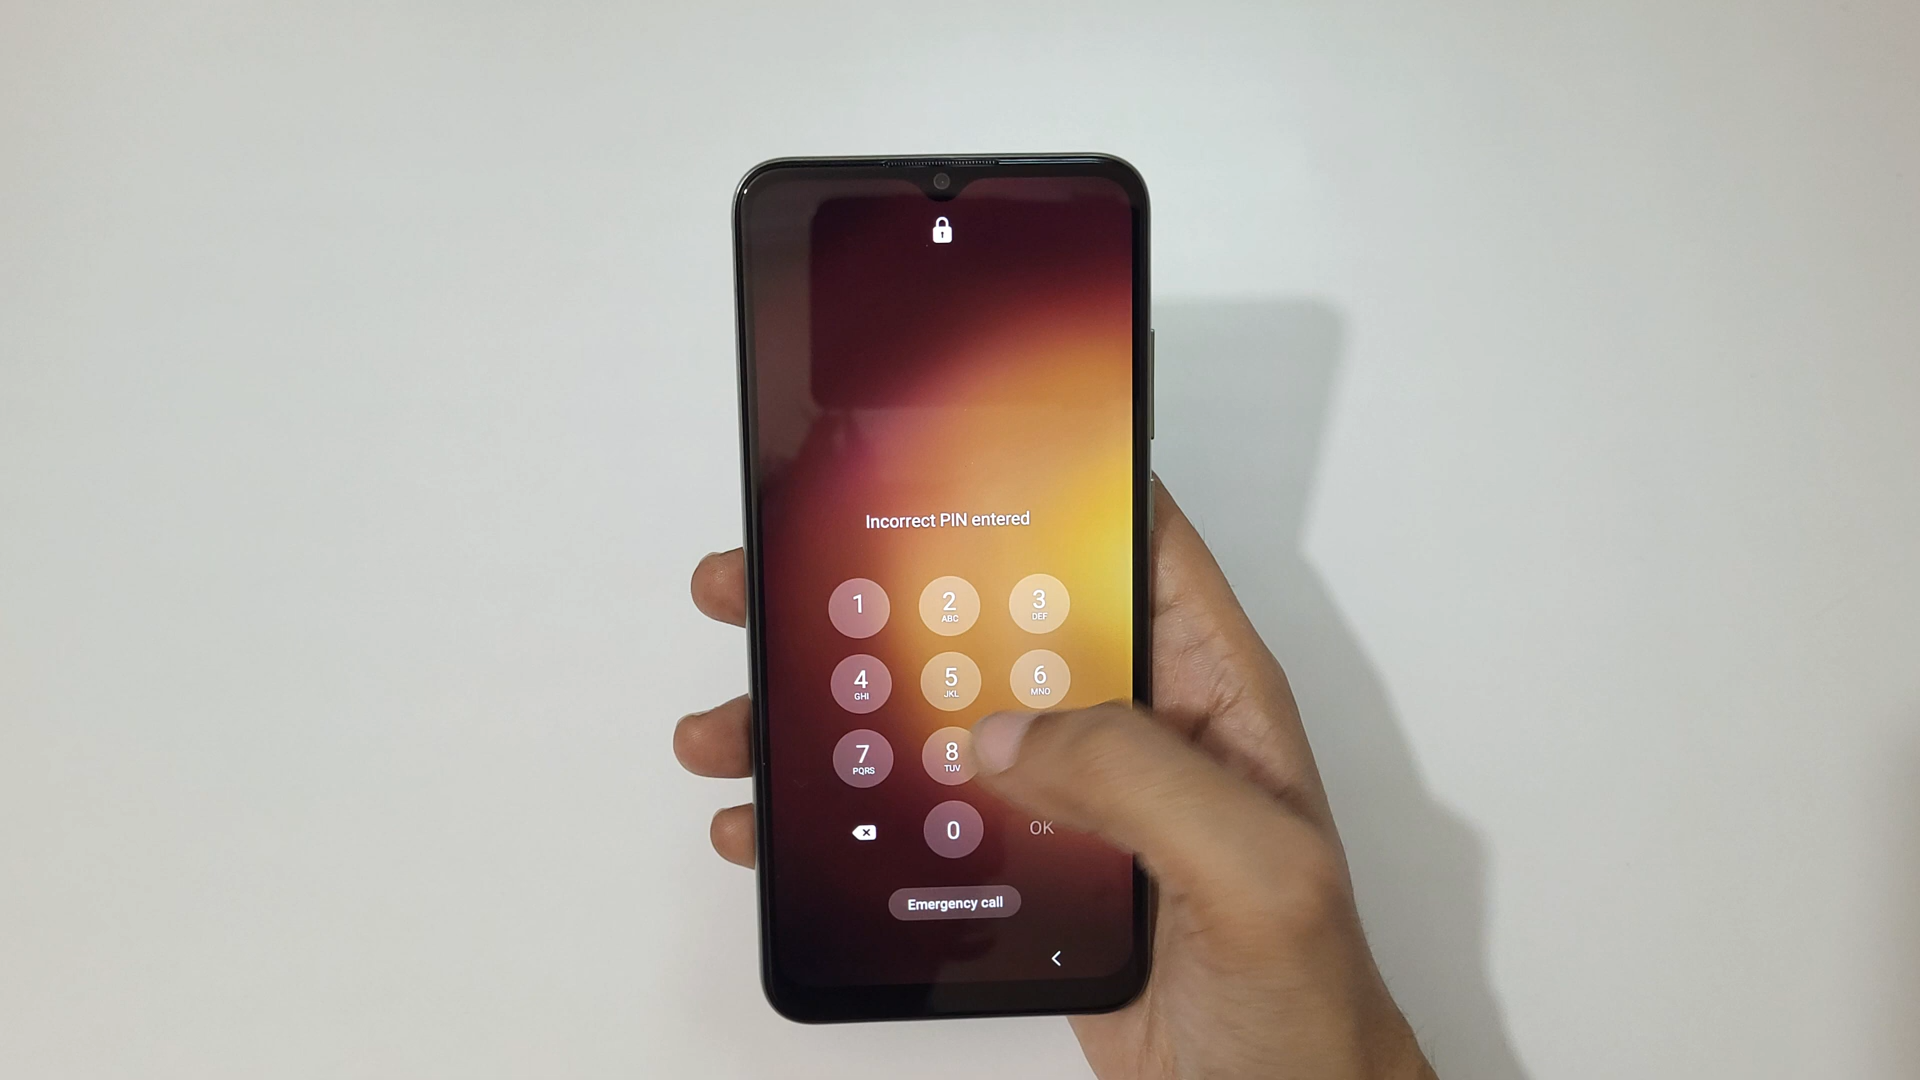 Incorrect PIN entered
1 2 3
ABC DEF
4 5 6
GHI JKL MNO
7 8
PQRS TUV
0 OK
Emergency call